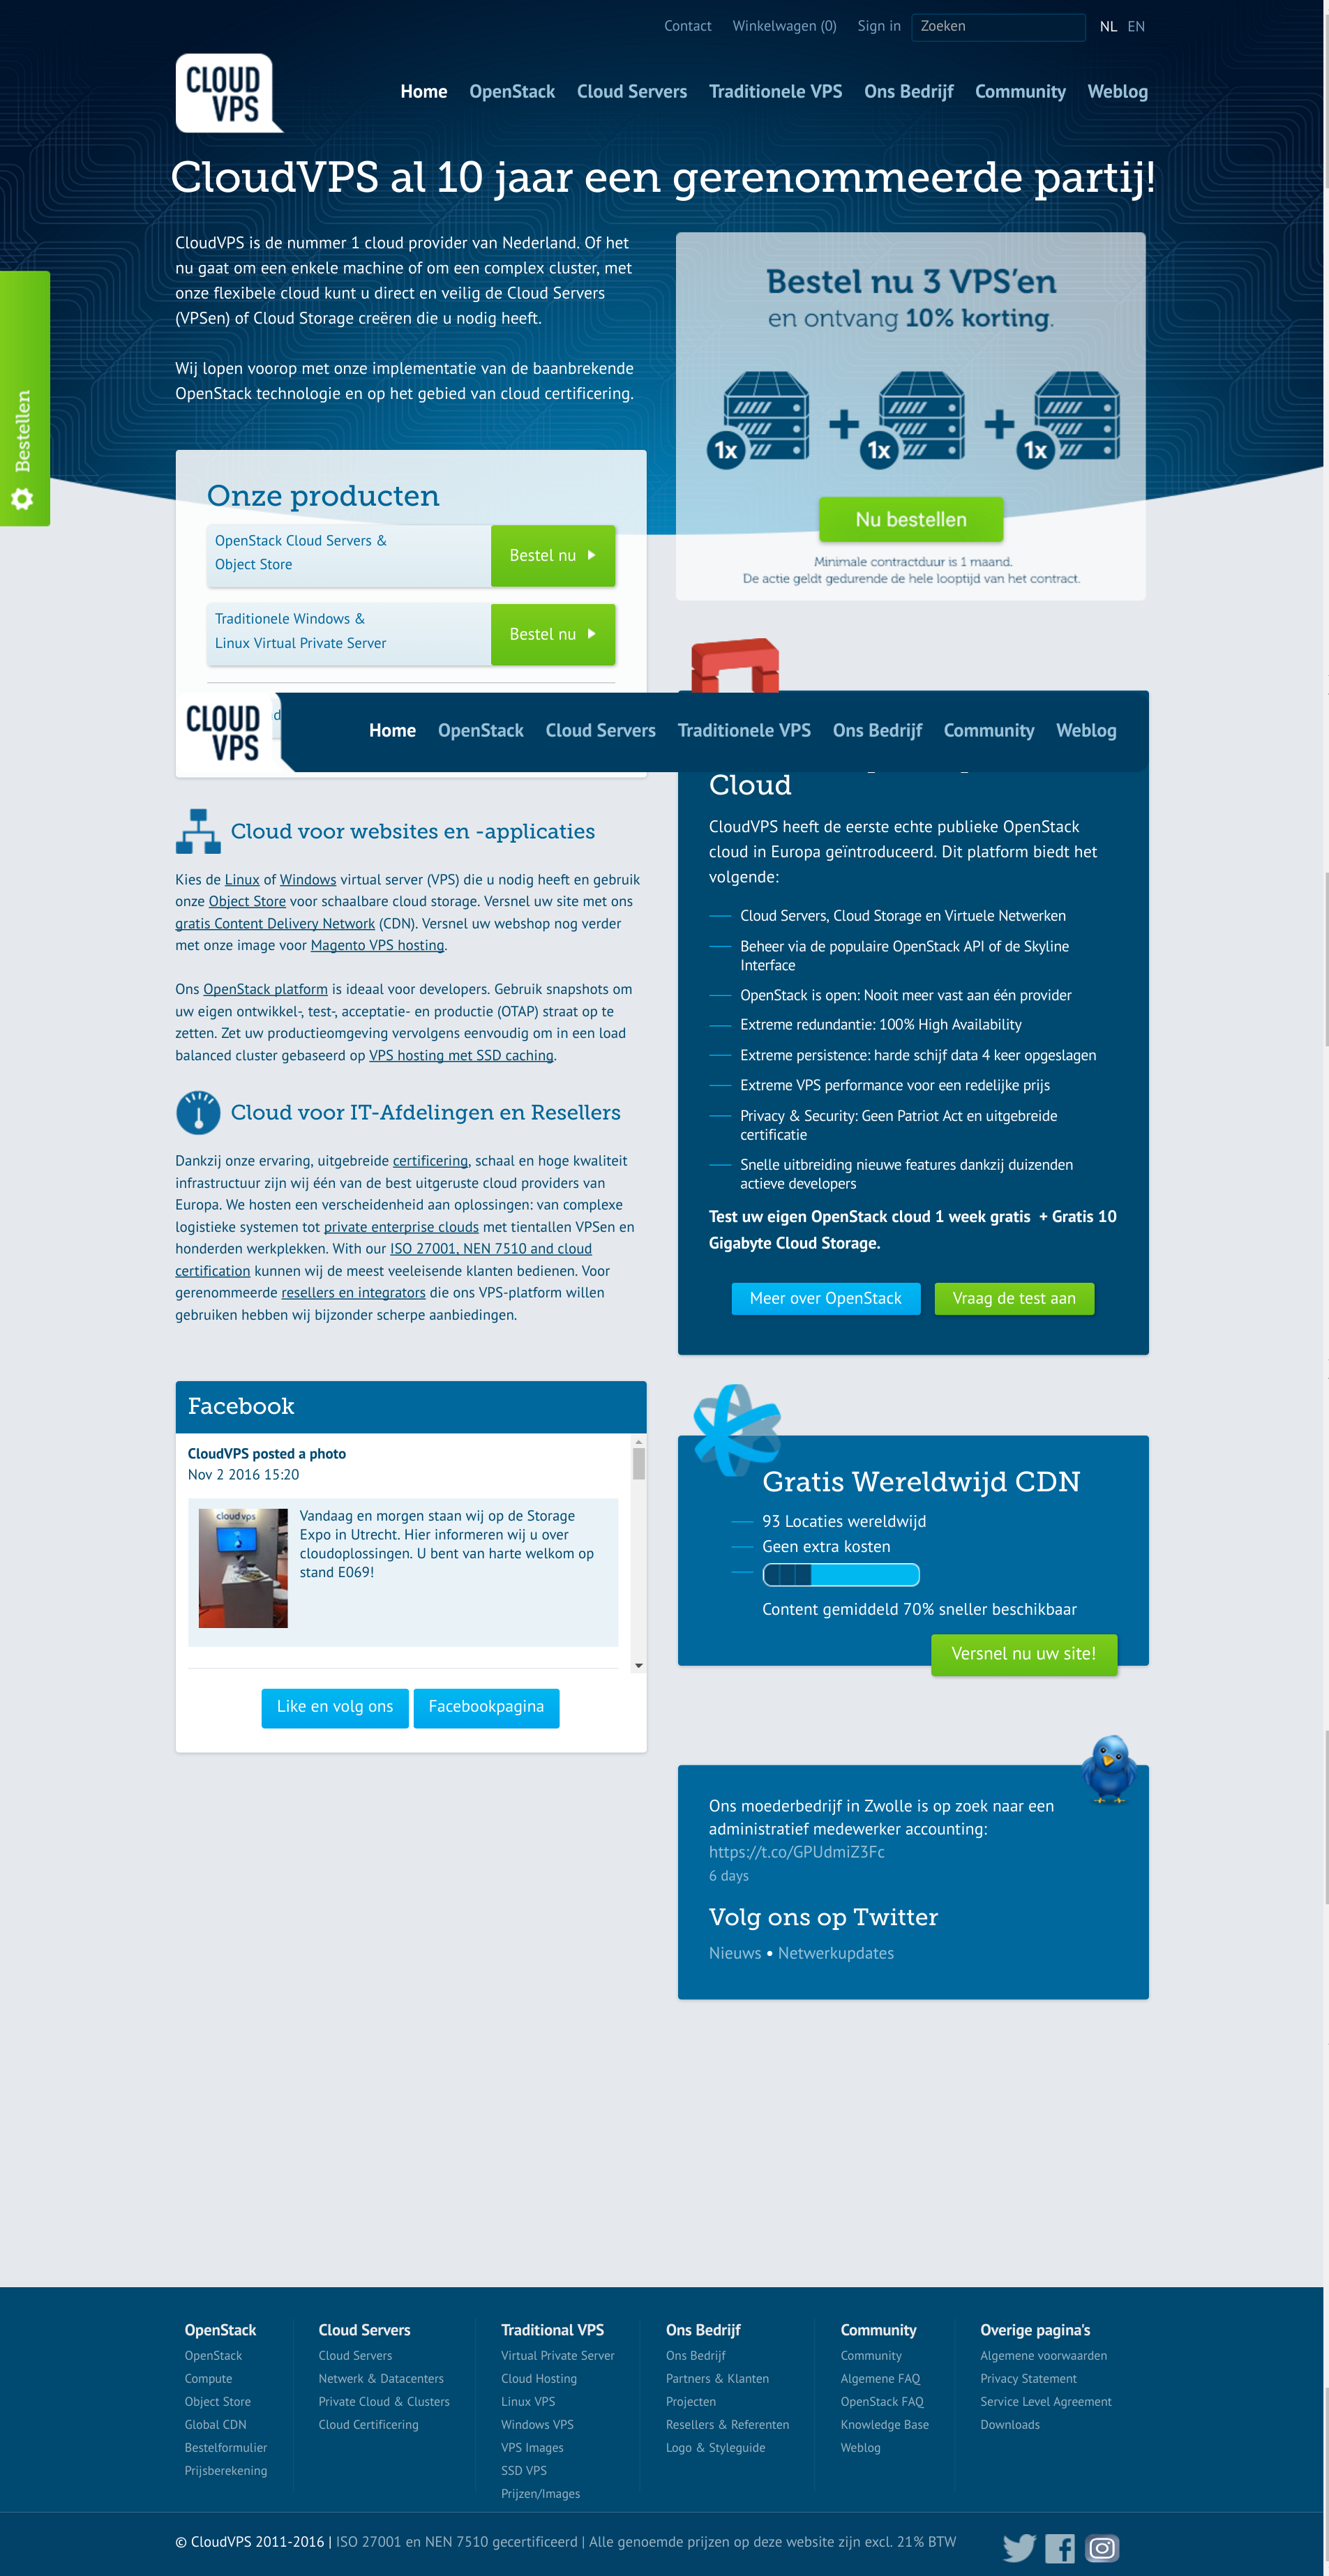 Contact Winkelwagen (0) Sign in Zoeken NL EN
CLOUD
VPS
Home OpenStack Cloud Servers Traditionele VPS Ons Bedrijf Community Weblog
CloudVPS al 10 jaar een gerenommeerde partij!
CloudVPS is de nummer 1 cloud provider van Nederland. Of het
nu gaat om een enkele machine of om een complex cluster, met
onze flexibele cloud kunt u direct en veilig de Cloud Servers
(VPSen) of Cloud Storage creëren die u nodig heeft.
Wij lopen voorop met onze implementatie van de baanbrekende
OpenStack technologie en op het gebied van cloud certificering.
Bestellen
Bestel nu 3 VPS'en
en ontvang 10% korting.
1x + 1x + 1x
Nu bestellen
Minimale contractduur is 1 maand.
De actie geldt gedurende de hele looptijd van het contract.
Onze producten
OpenStack Cloud Servers &
Object Store
Bestel nu
Traditionele Windows &
Linux Virtual Private Server
Bestel nu
CLOUD
VPS
Home OpenStack Cloud Servers Traditionele VPS Ons Bedrijf Community Weblog
Cloud voor websites en -applicaties
Kies de Linux of Windows virtual server (VPS) die u nodig heeft en gebruik
onze Object Store voor schaalbare cloud storage. Versnel uw site met ons
gratis Content Delivery Network (CDN). Versnel uw webshop nog verder
met onze image voor Magento VPS hosting.
Ons OpenStack platform is ideaal voor developers. Gebruik snapshots om
uw eigen ontwikkel-, test-, acceptatie- en productie (OTAP) straat op te
zetten. Zet uw productieomgeving vervolgens eenvoudig om in een load
balanced cluster gebaseerd op VPS hosting met SSD caching.
Cloud voor IT-Afdelingen en Resellers
Dankzij onze ervaring, uitgebreide certificering, schaal en hoge kwaliteit
infrastructuur zijn wij één van de best uitgeruste cloud providers van
Europa. We hosten een verscheidenheid aan oplossingen: van complexe
logistieke systemen tot private enterprise clouds met tientallen VPSen en
honderden werkplekken. With our ISO 27001, NEN 7510 and cloud
certification kunnen wij de meest veeleisende klanten bedienen. Voor
gerenommeerde resellers en integrators die ons VPS-platform willen
gebruiken hebben wij bijzonder scherpe aanbiedingen.
Cloud
CloudVPS heeft de eerste echte publieke OpenStack
cloud in Europa geïntroduceerd. Dit platform biedt het
volgende:
Cloud Servers, Cloud Storage en Virtuele Netwerken
Beheer via de populaire OpenStack API of de Skyline
Interface
OpenStack is open: Nooit meer vast aan één provider
Extreme redundantie: 100% High Availability
Extreme persistence: harde schijf data 4 keer opgeslagen
Extreme VPS performance voor een redelijke prijs
Privacy & Security: Geen Patriot Act en uitgebreide
certificatie
Snelle uitbreiding nieuwe features dankzij duizenden
actieve developers
Test uw eigen OpenStack cloud 1 week gratis + Gratis 10
Gigabyte Cloud Storage.
Meer over OpenStack Vraag de test aan
Facebook
CloudVPS posted a photo
Nov 2 2016 15:20
cloudvps
Vandaag en morgen staan wij op de Storage
Expo in Utrecht. Hier informeren wij u over
cloudoplossingen. U bent van harte welkom op
stand E069!
Like en volg ons Facebookpagina
Gratis Wereldwijd CDN
93 Locaties wereldwijd
Geen extra kosten
Content gemiddeld 70% sneller beschikbaar
Versnel nu uw site!
Ons moederbedrijf in Zwolle is op zoek naar een
administratief medewerker accounting:
https://t.co/GPUdmiZ3Fc
6 days
Volg ons op Twitter
Nieuws • Netwerkupdates
OpenStack
OpenStack
Compute
Object Store
Global CDN
Bestelformulier
Prijsberekening
Cloud Servers
Cloud Servers
Netwerk & Datacenters
Private Cloud & Clusters
Cloud Certificering
Traditional VPS
Virtual Private Server
Cloud Hosting
Linux VPS
Windows VPS
VPS Images
SSD VPS
Prijzen/Images
Ons Bedrijf
Ons Bedrijf
Partners & Klanten
Projecten
Resellers & Referenten
Logo & Styleguide
Community
Community
Algemene FAQ
OpenStack FAQ
Knowledge Base
Weblog
Overige pagina's
Algemene voorwaarden
Privacy Statement
Service Level Agreement
Downloads
© CloudVPS 2011-2016 | ISO 27001 en NEN 7510 gecertificeerd | Alle genoemde prijzen op deze website zijn excl. 21% BTW